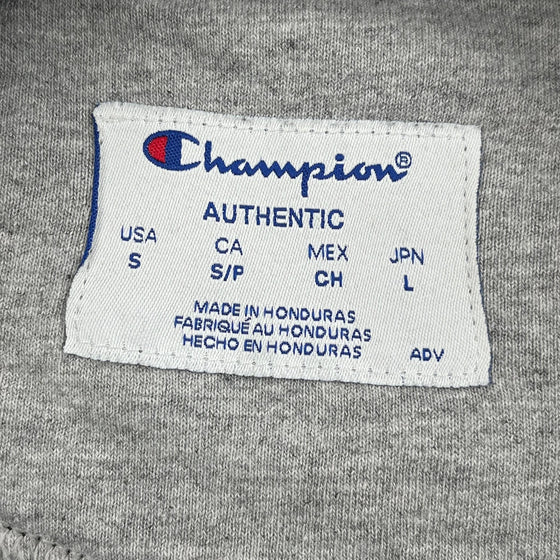 Champion®
AUTHENTIC
USA CA MEX JPN
S S/P CH L
MADE IN HONDURAS
FABRIQUÉ AU HONDURAS
HECHO EN HONDURAS ADV